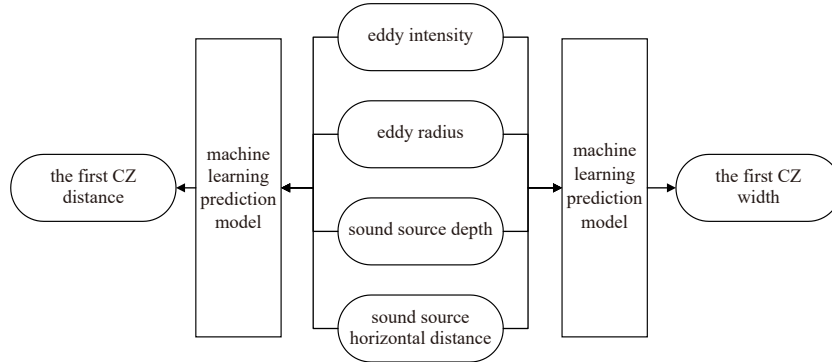 eddy intensity
eddy radius
sound source depth
sound source
horizontal distance
machine
learning
prediction
model
the first CZ
distance
machine
learning
prediction
model
the first CZ
width